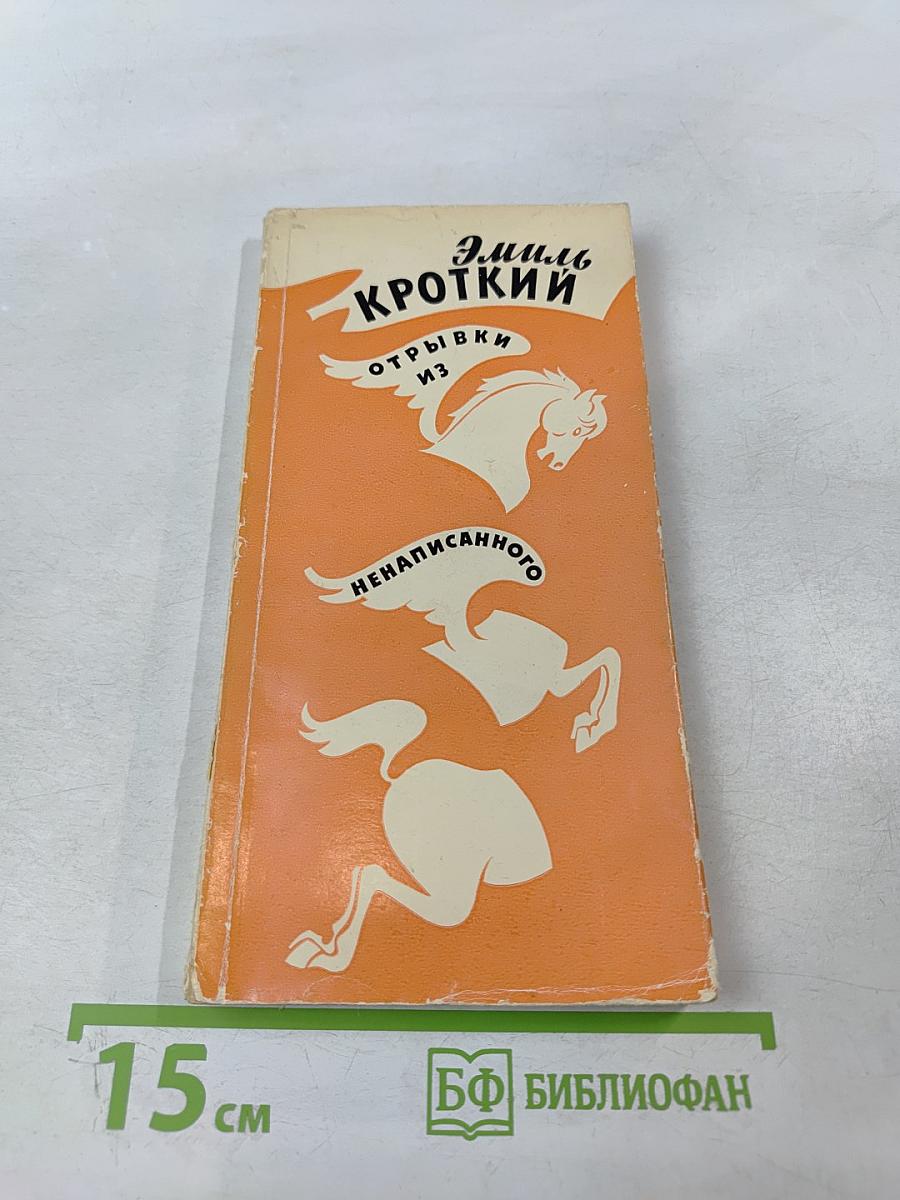 Эмиль
КРОТКИЙ
ОТРЫВКИ
ИЗ
НЕНАПИСАННОГО
15 см
БФ БИБЛИОФАН